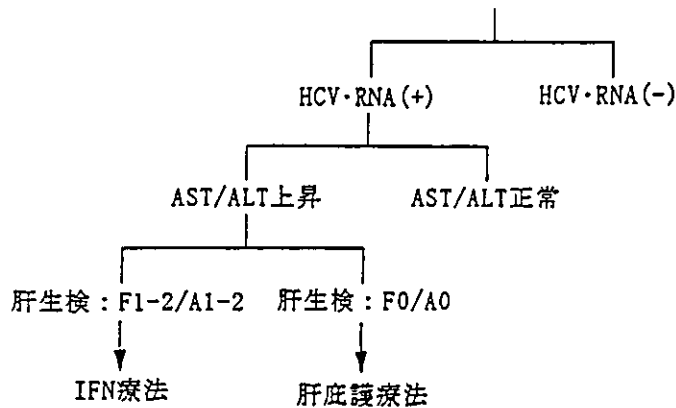 HCV・RNA(+) HCV・RNA(-)
AST/ALT上昇 AST/ALT正常
肝生検：F1-2/A1-2 肝生検：F0/A0
IFN療法 肝庇護療法